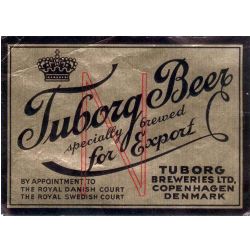 N
Tuborg Beer
specially brewed
for Export
BY APPOINTMENT TO
THE ROYAL DANISH COURT
THE ROYAL SWEDISH COURT
TUBORG
BREWERIES LTD.
COPENHAGEN
DENMARK